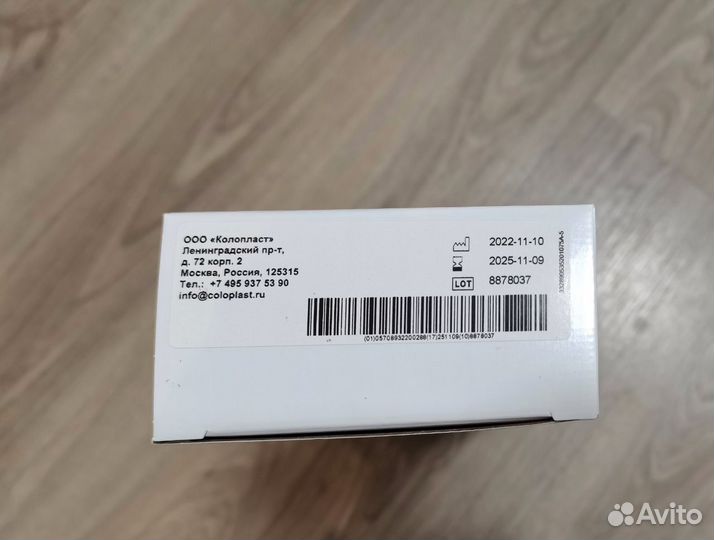 ООО «Колопласт»
Ленинградский пр-т,
д. 72 корп. 2
Москва, Россия, 125315
Тел.: +7 495 937 53 90
info@coloplast.ru
2022-11-10
2025-11-09
LOT 8878037
(01)05708932200288(17)251109(10)8878037
Avito